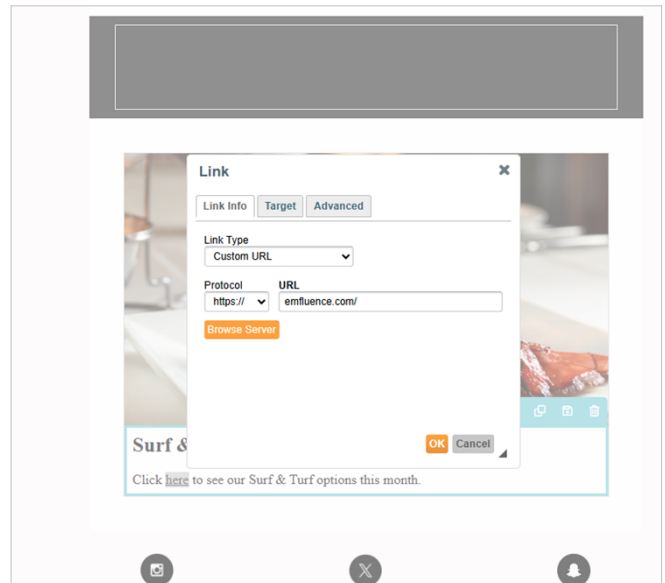 Link
Link Info Target Advanced
Link Type
Custom URL
Protocol URL
https:// emfluence.com/
Browse Server
OK Cancel
Surf &
Click here to see our Surf & Turf options this month.